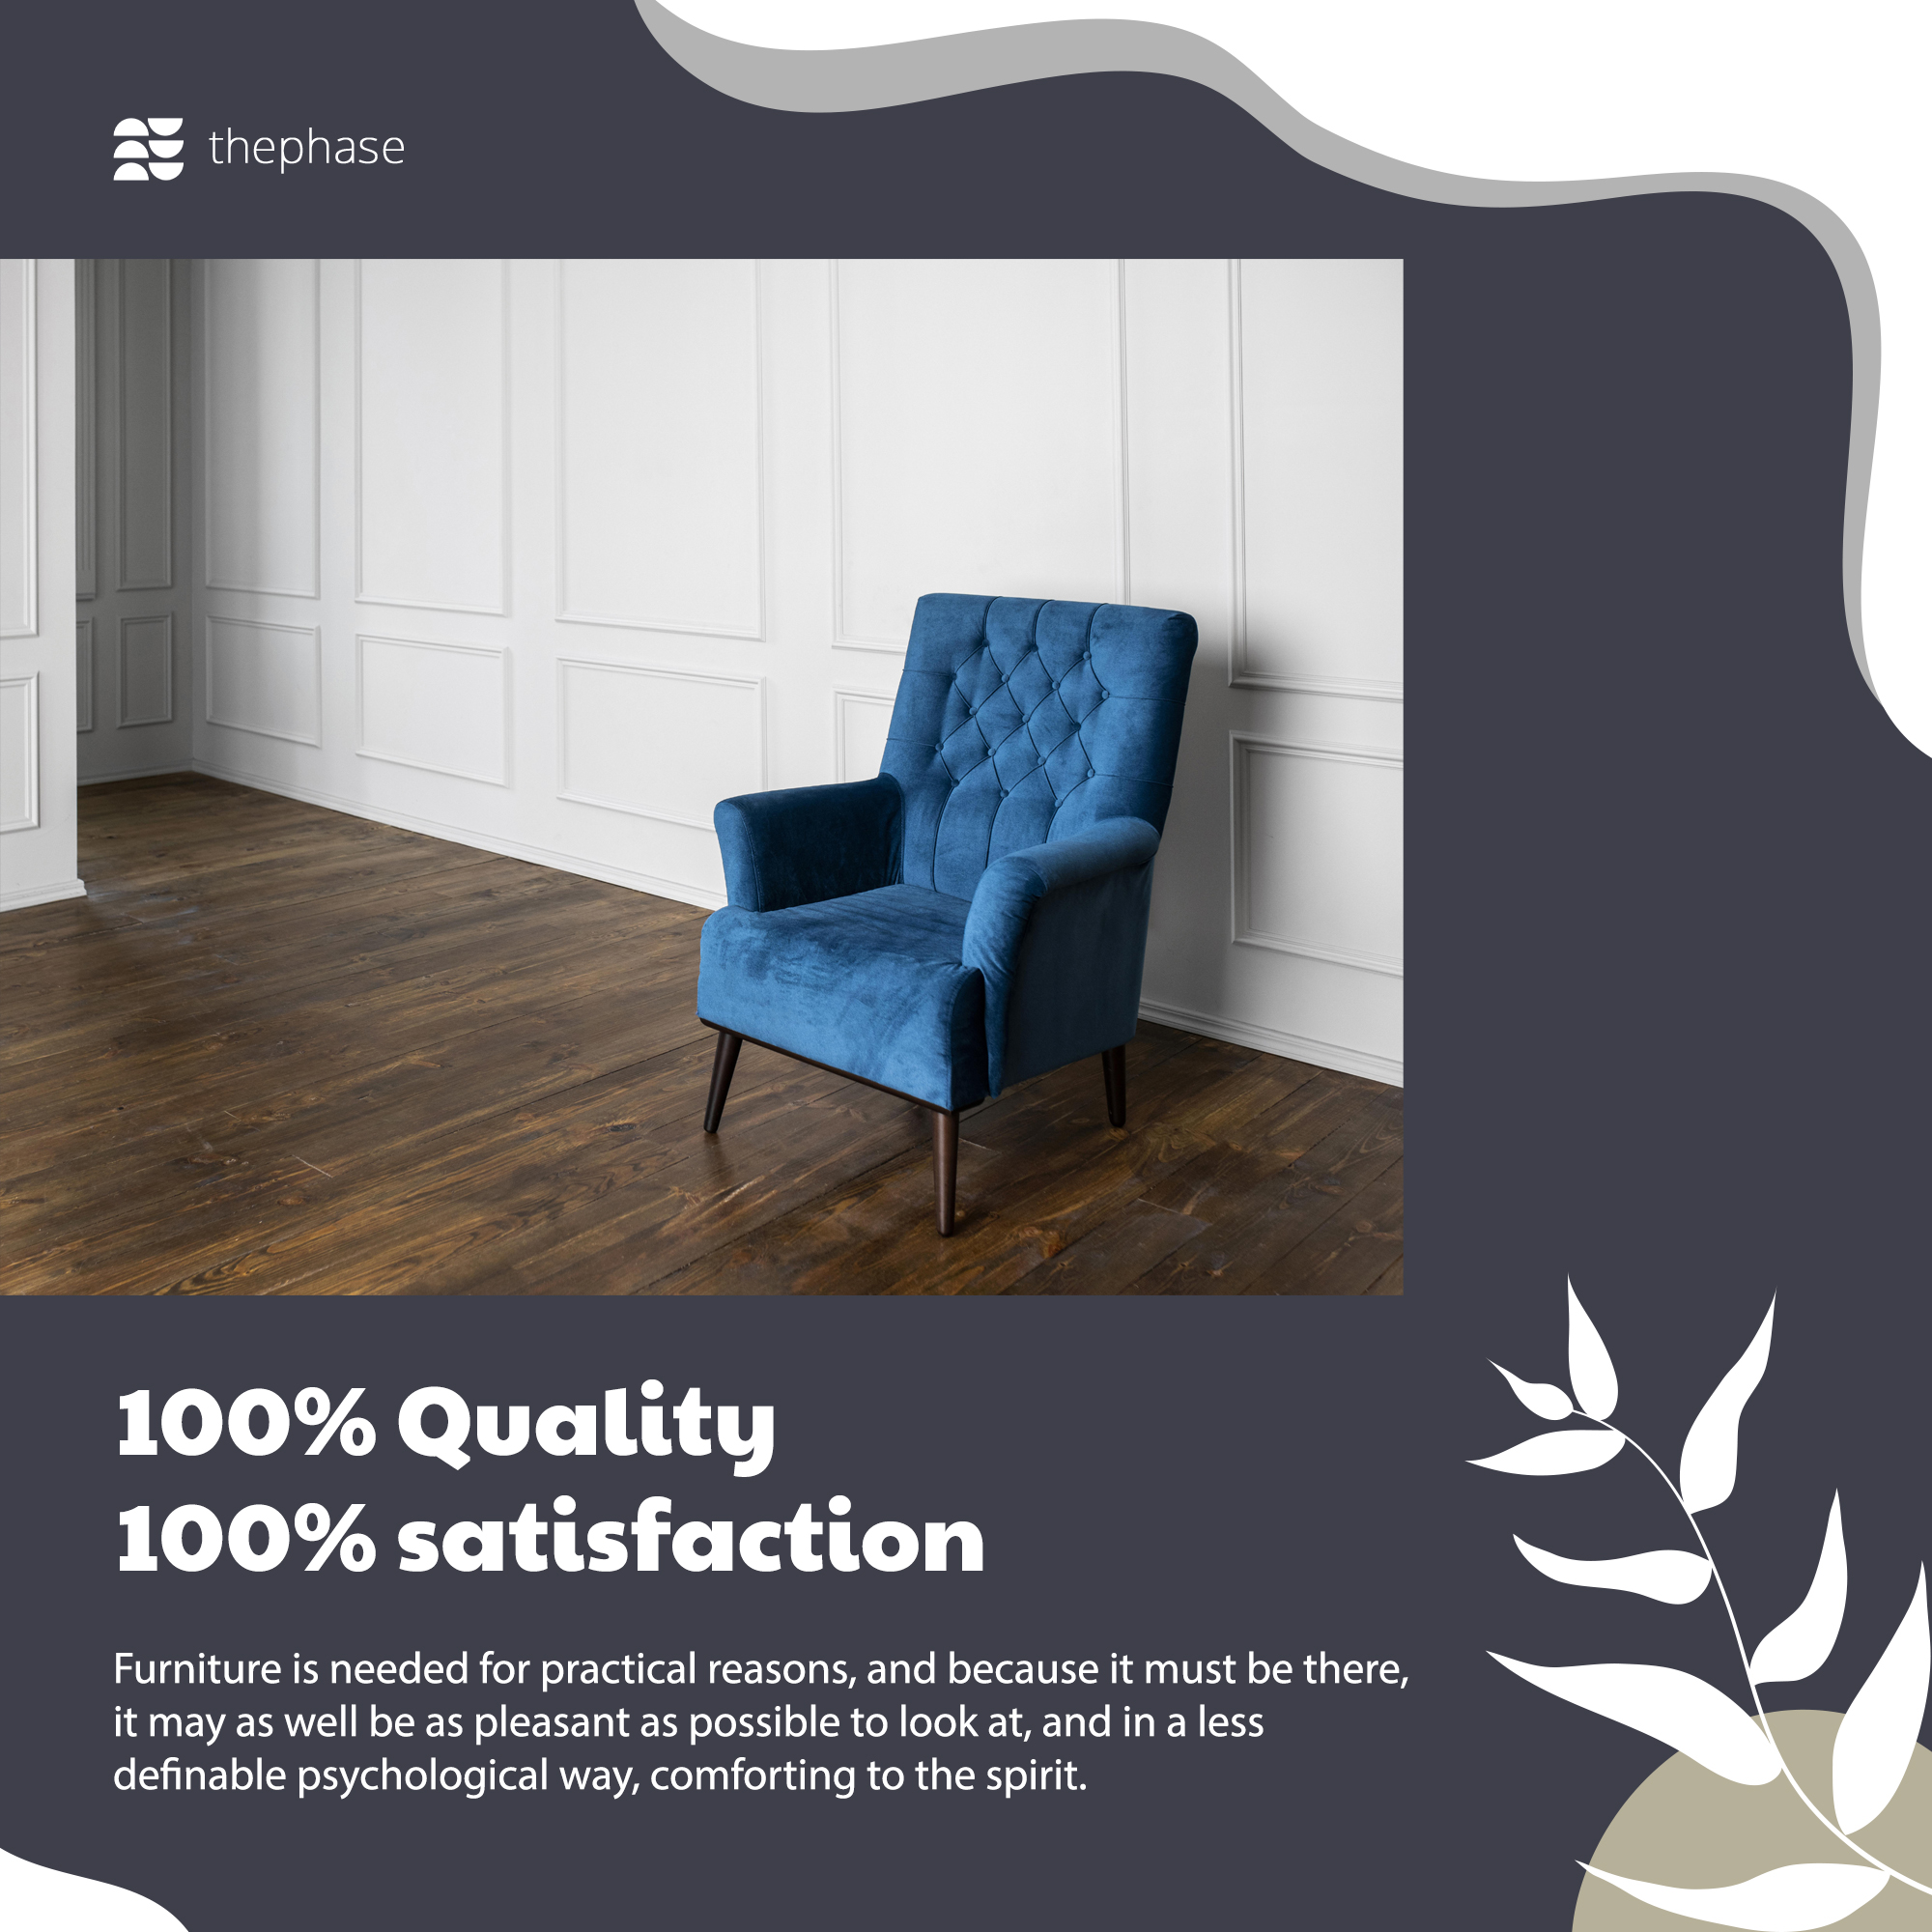 thephase
100% Quality
100% satisfaction
Furniture is needed for practical reasons, and because it must be there,
it may as well be as pleasant as possible to look at, and in a less
definable psychological way, comforting to the spirit.